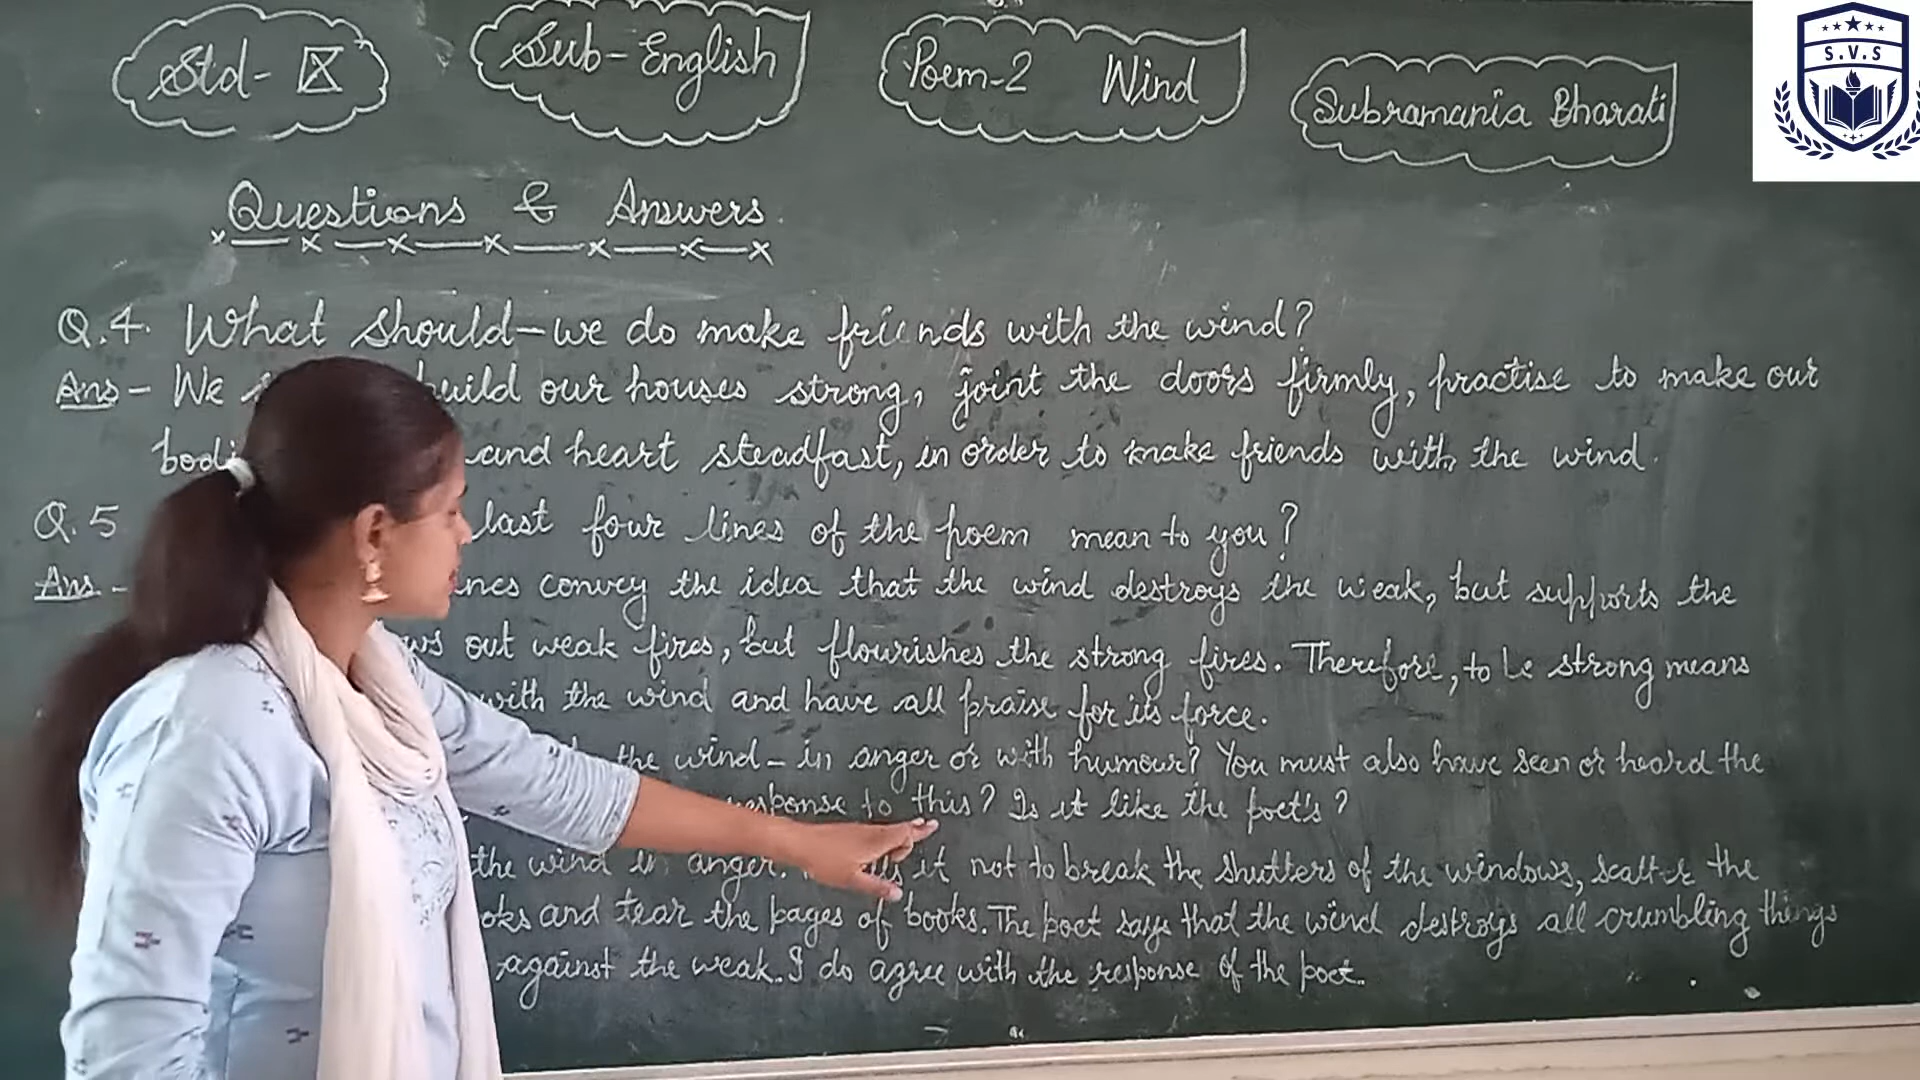 Std- IX
Sub-English
Poem-2 Wind
Subramania Bharati
S.V.S
Questions & Answers.
Q.4. What should-we do make friends with the wind?
Ans - We build our houses strong, joint the doors firmly, practise to make our
bodi and heart steadfast, in order to make friends with the wind.
Q.5 last four lines of the poem mean to you?
Ans - convey the idea that the wind destroys the weak, but supports the
out weak fires, but flourishes the strong fires. Therefore, to be strong means
with the wind and have all praise for its force.
the wind - in anger or with humour? You must also have seen or heard the
response to this? Is it like the poet's?
the wind in anger. it not to break the shutters of the windows, scatter the
and tear the pages of books. The poet says that the wind destroys all crumbling things
against the weak. I do agree with the response of the poet.